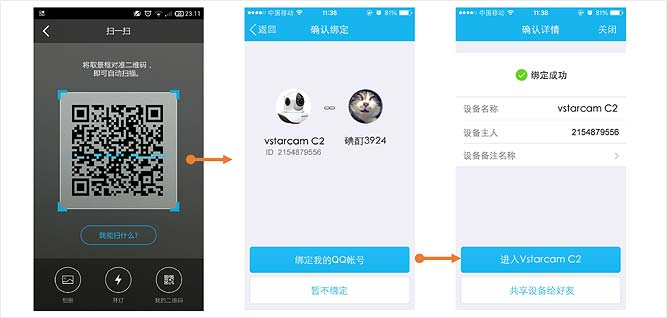 23:11
扫一扫
将取景框对准二维码，
即可自动扫描。
我能扫什么?
相册
开灯
我的二维码
中国移动
11:38
81%
返回
确认绑定
vstarcam C2
ID 2154879556
碘酊3924
绑定我的QQ帐号
暂不绑定
中国移动
11:38
81%
确认详情
关闭
绑定成功
设备名称
vstarcam C2
设备主人
2154879556
设备备注名称
进入Vstarcam C2
共享设备给好友